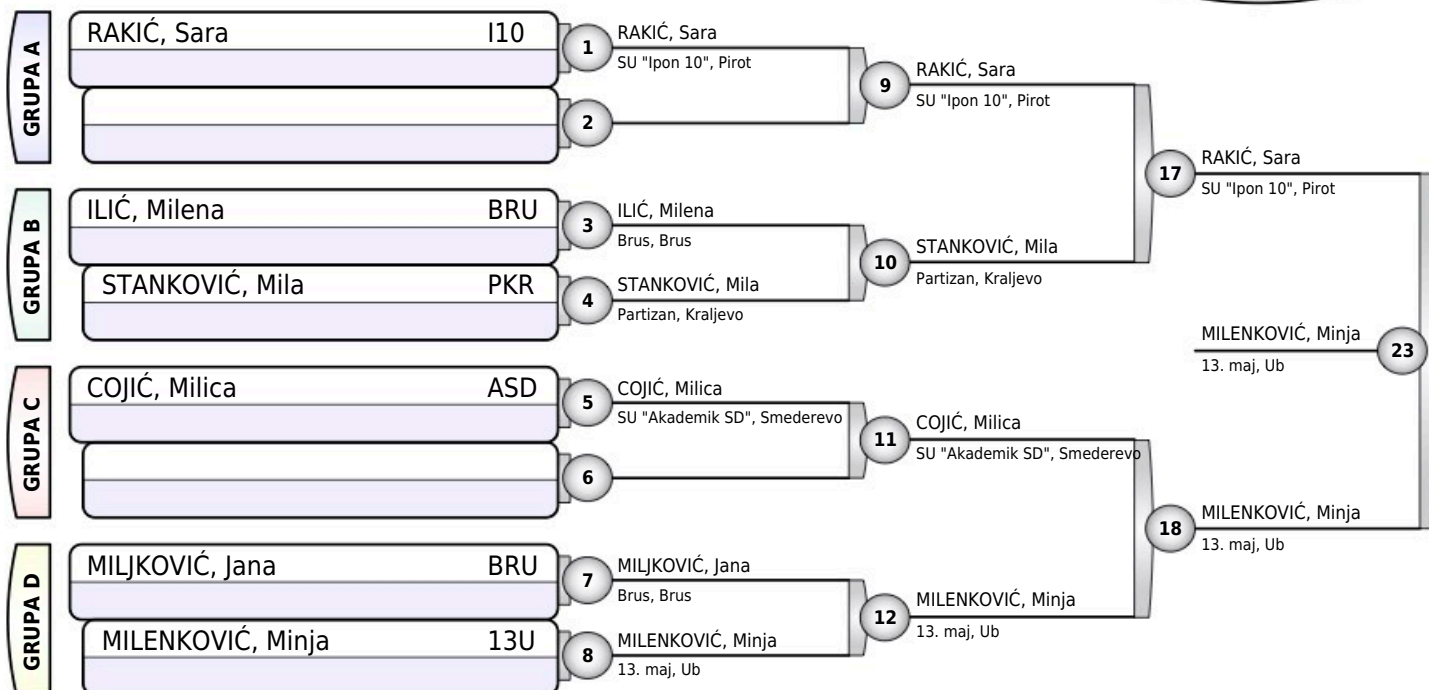 GRUPA A
RAKIĆ, Sara I10
1
RAKIĆ, Sara
SU "Ipon 10", Pirot
2
9
RAKIĆ, Sara
SU "Ipon 10", Pirot
GRUPA B
ILIĆ, Milena BRU
STANKOVIĆ, Mila PKR
3
ILIĆ, Milena
Brus, Brus
4
STANKOVIĆ, Mila
Partizan, Kraljevo
10
STANKOVIĆ, Mila
Partizan, Kraljevo
17
RAKIĆ, Sara
SU "Ipon 10", Pirot
GRUPA C
COJIĆ, Milica ASD
5
COJIĆ, Milica
SU "Akademik SD", Smederevo
6
11
COJIĆ, Milica
SU "Akademik SD", Smederevo
GRUPA D
MILJKOVIĆ, Jana BRU
MILENKOVIĆ, Minja 13U
7
MILJKOVIĆ, Jana
Brus, Brus
8
MILENKOVIĆ, Minja
13. maj, Ub
12
MILENKOVIĆ, Minja
13. maj, Ub
18
MILENKOVIĆ, Minja
13. maj, Ub
MILENKOVIĆ, Minja
13. maj, Ub
23